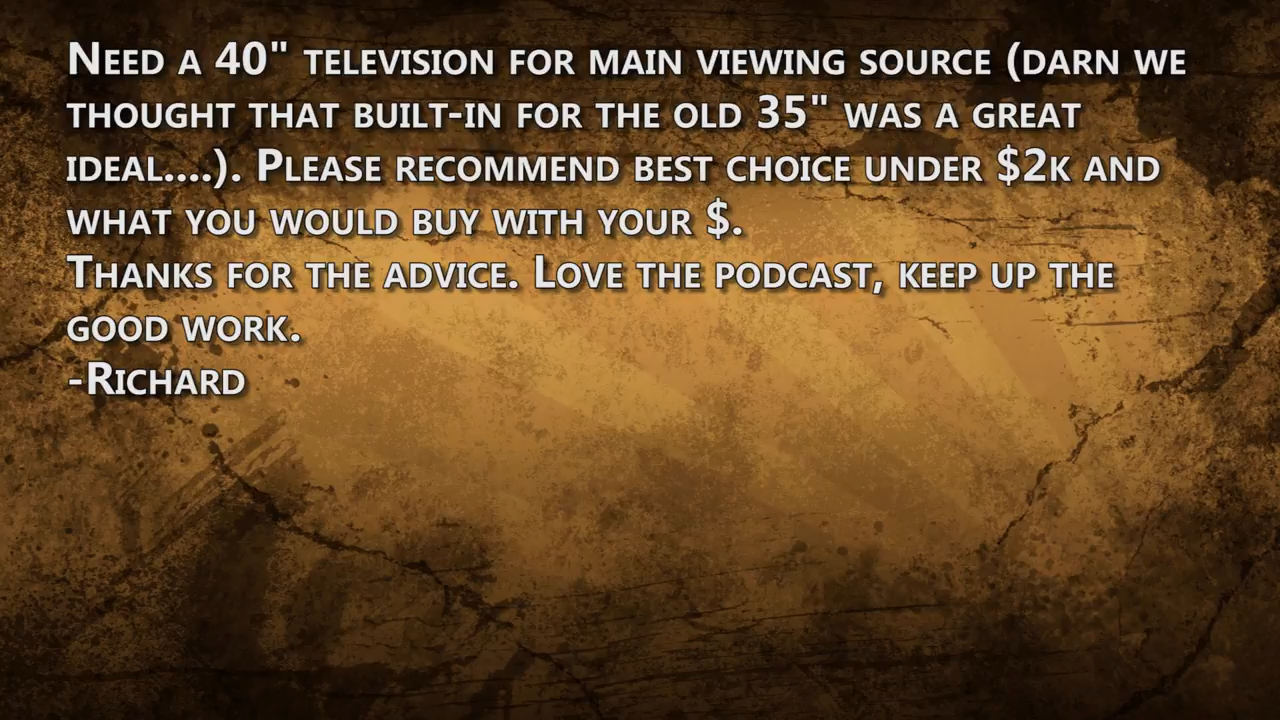 Need a 40" television for main viewing source (darn we
thought that built-in for the old 35" was a great
ideal....). Please recommend best choice under $2k and
what you would buy with your $.
Thanks for the advice. Love the podcast, keep up the
good work.
-Richard